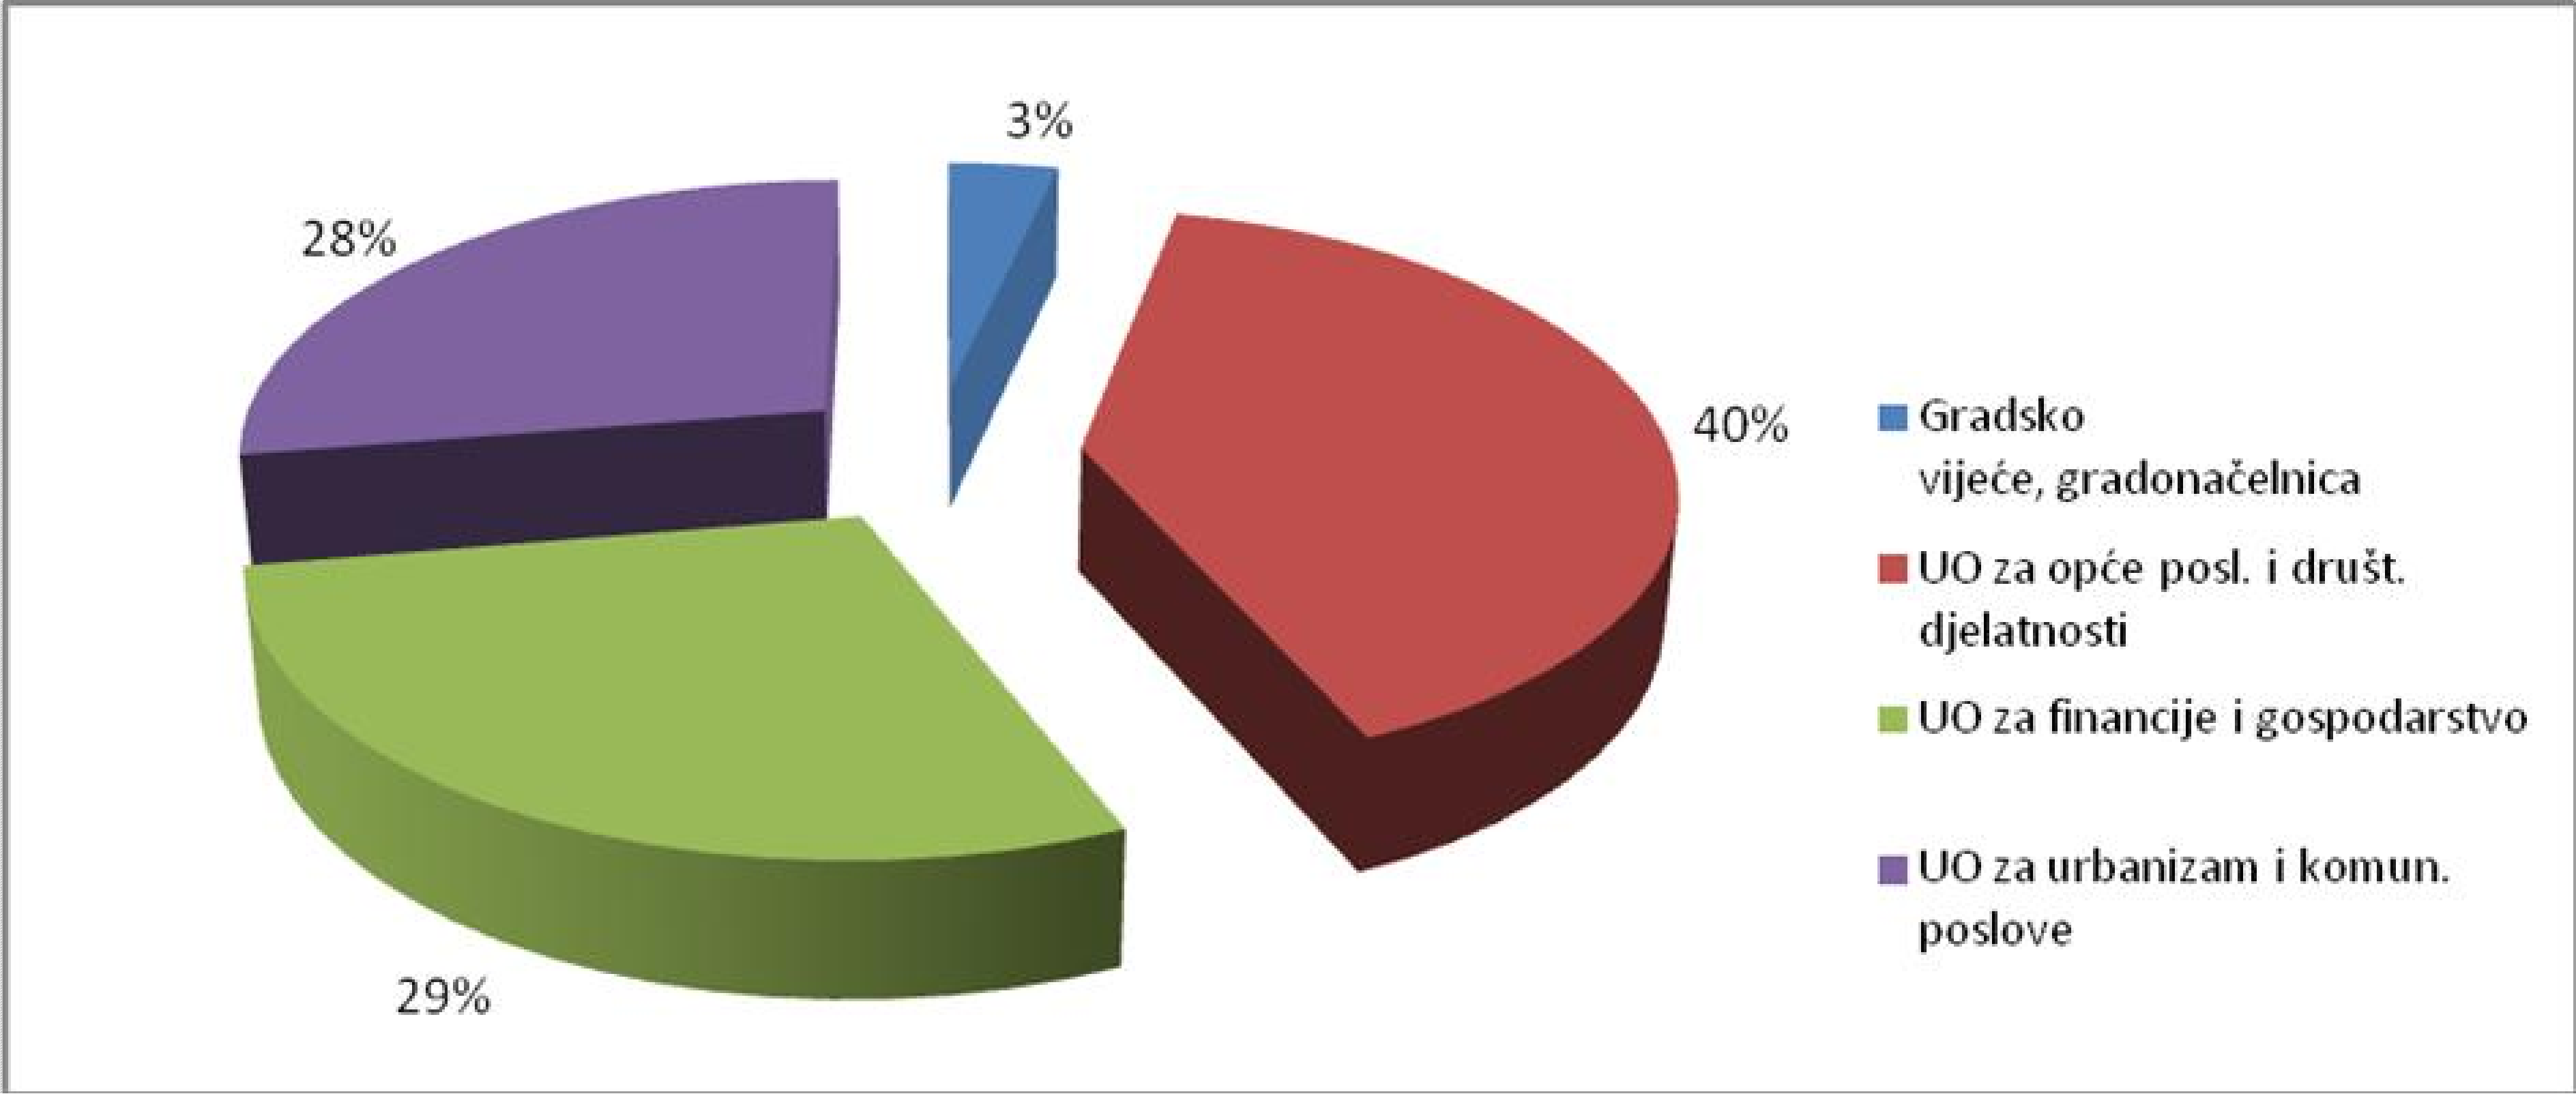 3%
28%
40%
29%
Gradsko
vijeće, gradonačelnica
UO za opće posl. i društ.
djelatnosti
UO za financije i gospodarstvo
UO za urbanizam i komun.
poslove